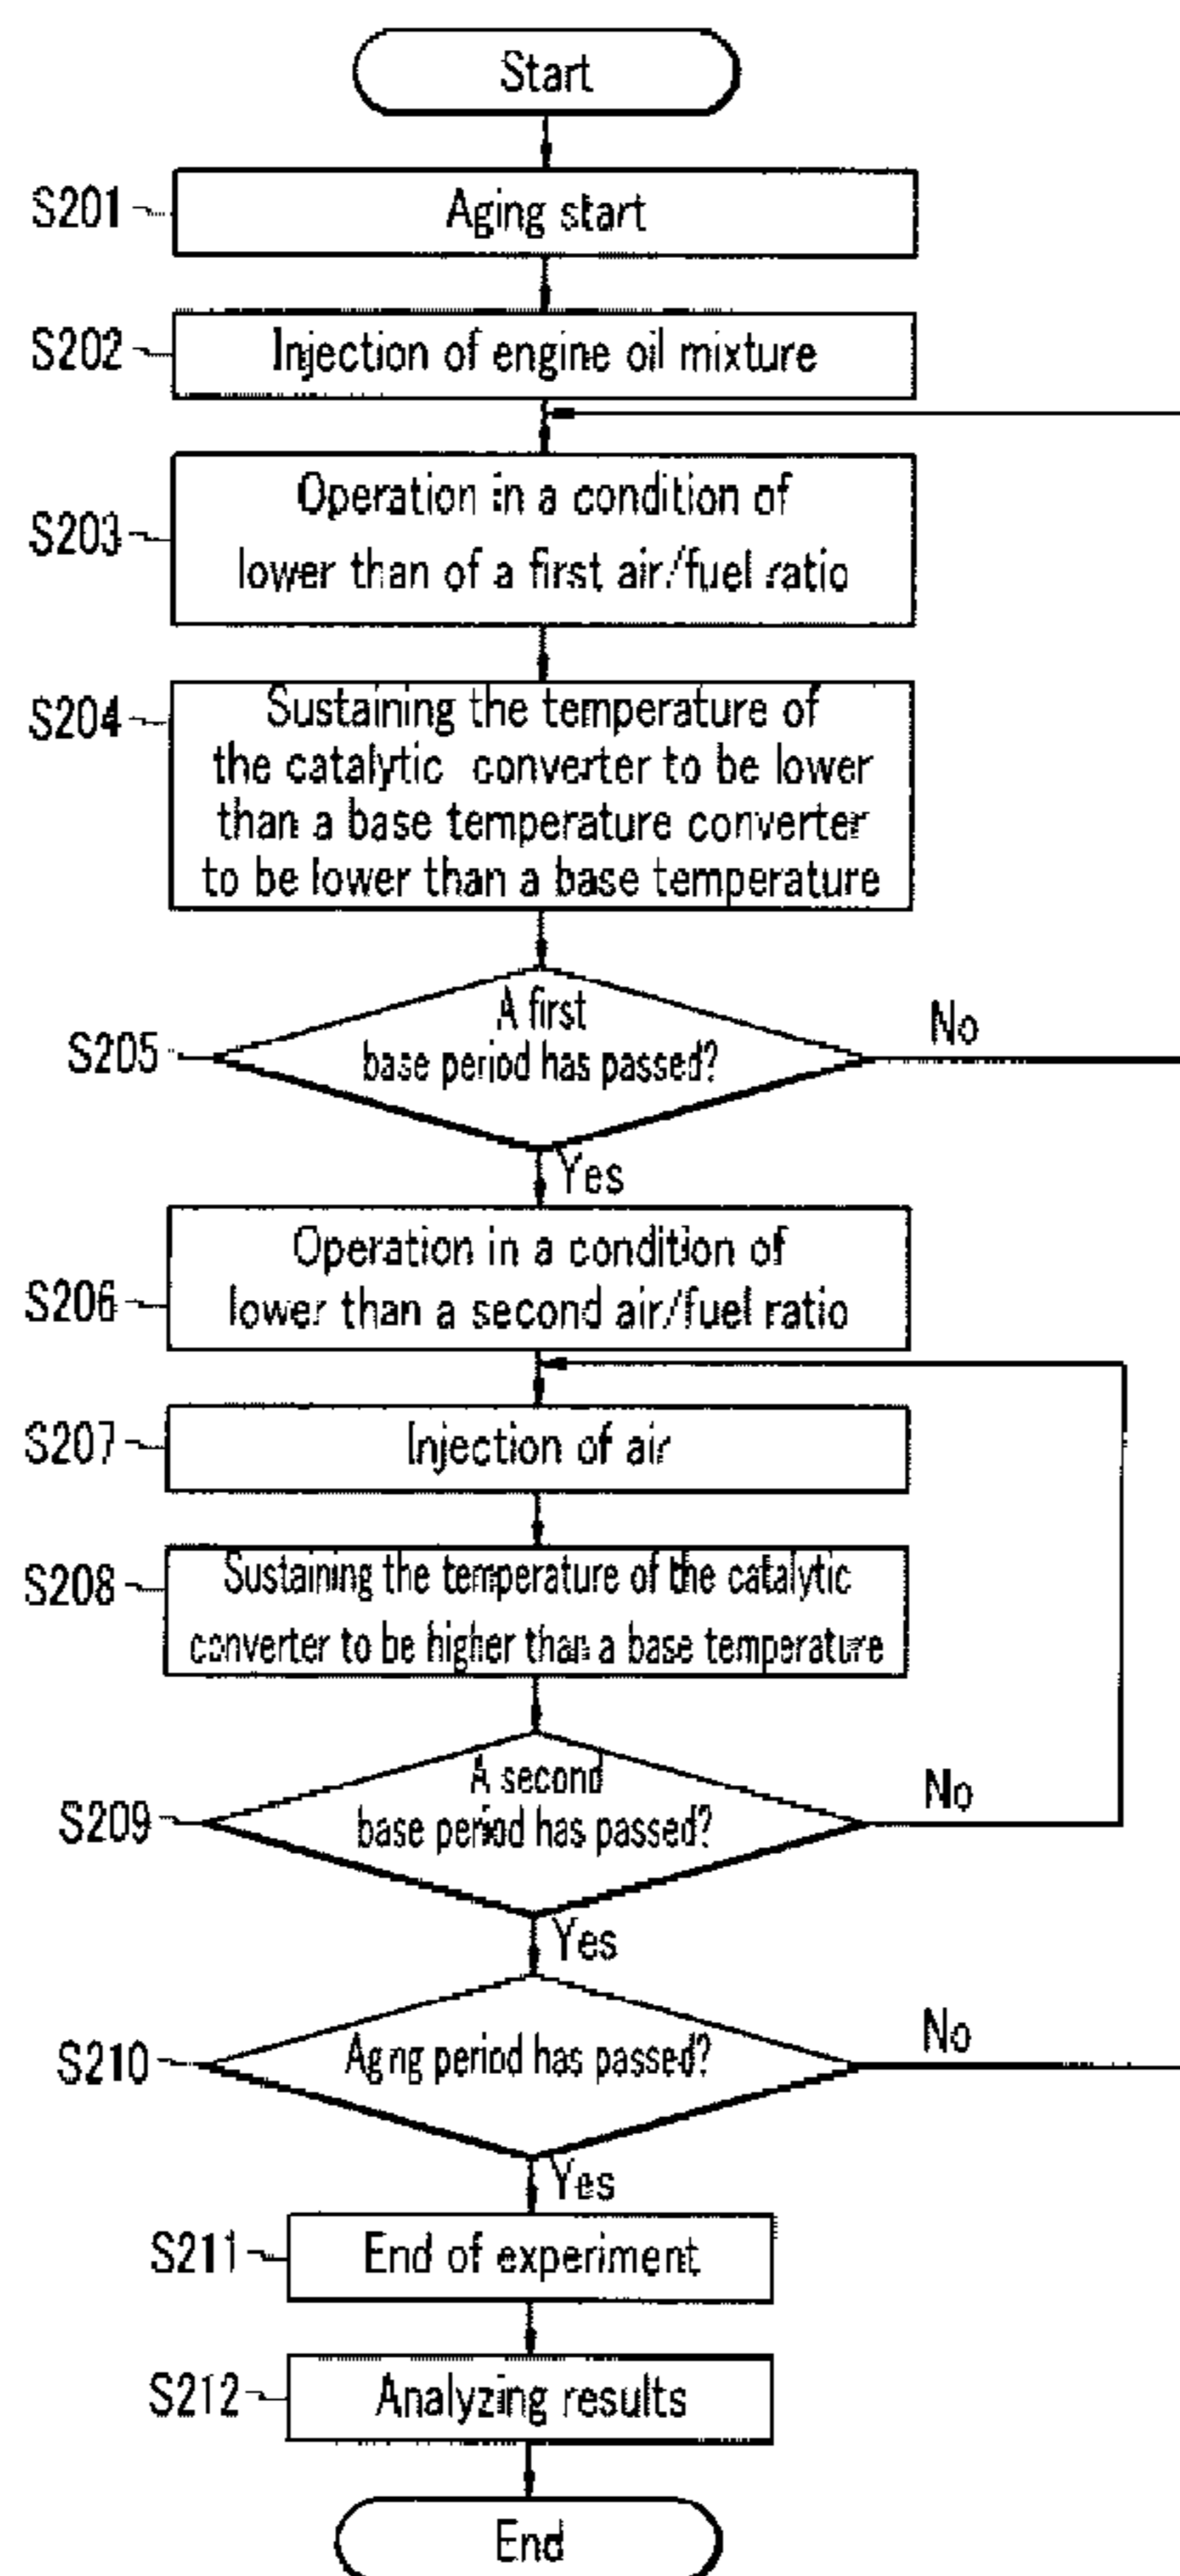 Start
S201
Aging start
S202
Injection of engine oil mixture
S203
Operation in a condition of
lower than of a first air/fuel ratio
S204
Sustaining the temperature of
the catalytic converter to be lower
than a base temperature converter
to be lower than a base temperature
S205
A first
base period has passed?
No
Yes
S206
Operation in a condition of
lower than a second air/fuel ratio
S207
Injection of air
S208
Sustaining the temperature of the catalytic
converter to be higher than a base temperature
S209
A second
base period has passed?
No
Yes
S210
Aging period has passed?
No
Yes
S211
End of experiment
S212
Analyzing results
End